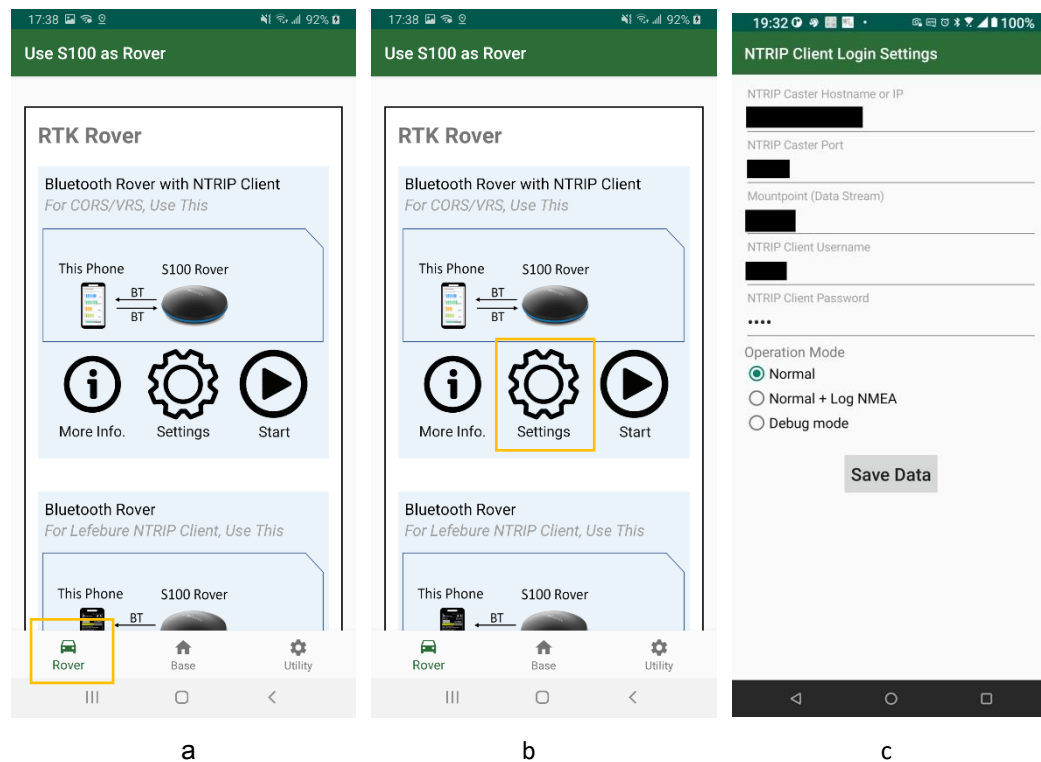 17:38 92%
Use S100 as Rover
RTK Rover
Bluetooth Rover with NTRIP Client
For CORS/VRS, Use This
This Phone S100 Rover
BT
BT
More Info. Settings Start
Bluetooth Rover
For Lefebure NTRIP Client, Use This
This Phone S100 Rover
BT
Rover Base Utility
a
17:38 92%
Use S100 as Rover
RTK Rover
Bluetooth Rover with NTRIP Client
For CORS/VRS, Use This
This Phone S100 Rover
BT
BT
More Info. Settings Start
Bluetooth Rover
For Lefebure NTRIP Client, Use This
This Phone S100 Rover
BT
Rover Base Utility
b
19:32 100%
NTRIP Client Login Settings
NTRIP Caster Hostname or IP
NTRIP Caster Port
Mountpoint (Data Stream)
NTRIP Client Username
NTRIP Client Password
••••
Operation Mode
Normal
Normal + Log NMEA
Debug mode
Save Data
c